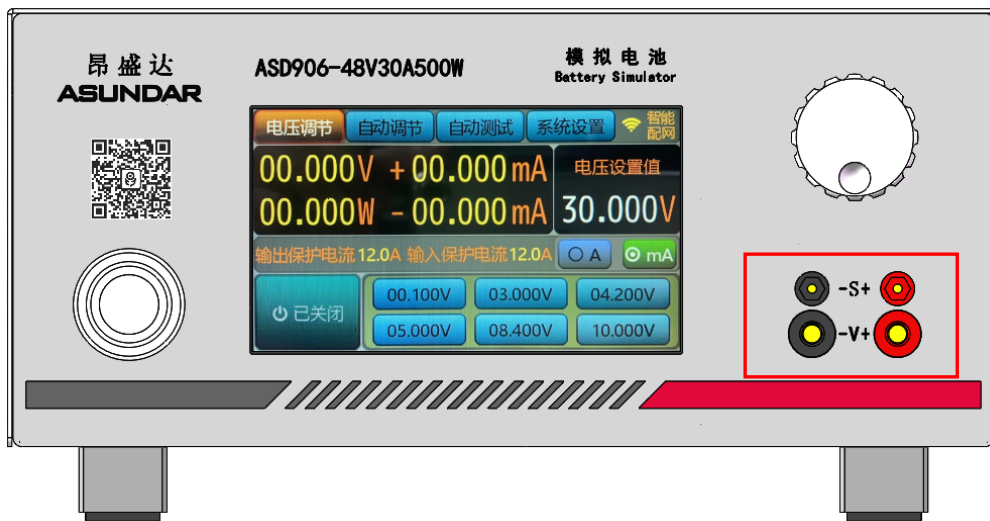 昂盛达
ASUNDAR
ASD906-48V30A500W
模拟电池
Battery Simulator
电压调节 自动调节 自动测试 系统设置 智能配网
00.000V +00.000mA
00.000W -00.000mA
电压设置值
30.000V
输出保护电流12.0A 输入保护电流12.0A A mA
已关闭
00.100V 03.000V 04.200V
05.000V 08.400V 10.000V
-S+
-V+